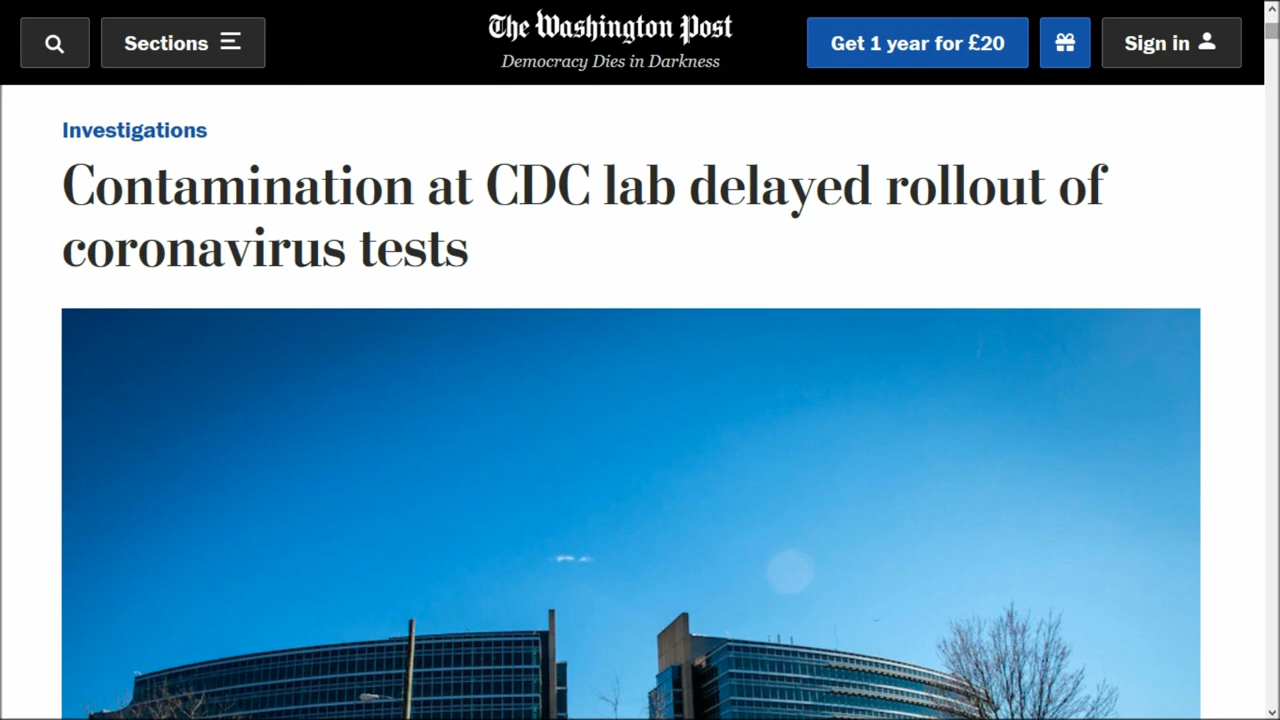 Sections
The Washington Post
Democracy Dies in Darkness
Get 1 year for £20
Sign in
Investigations
Contamination at CDC lab delayed rollout of
coronavirus tests